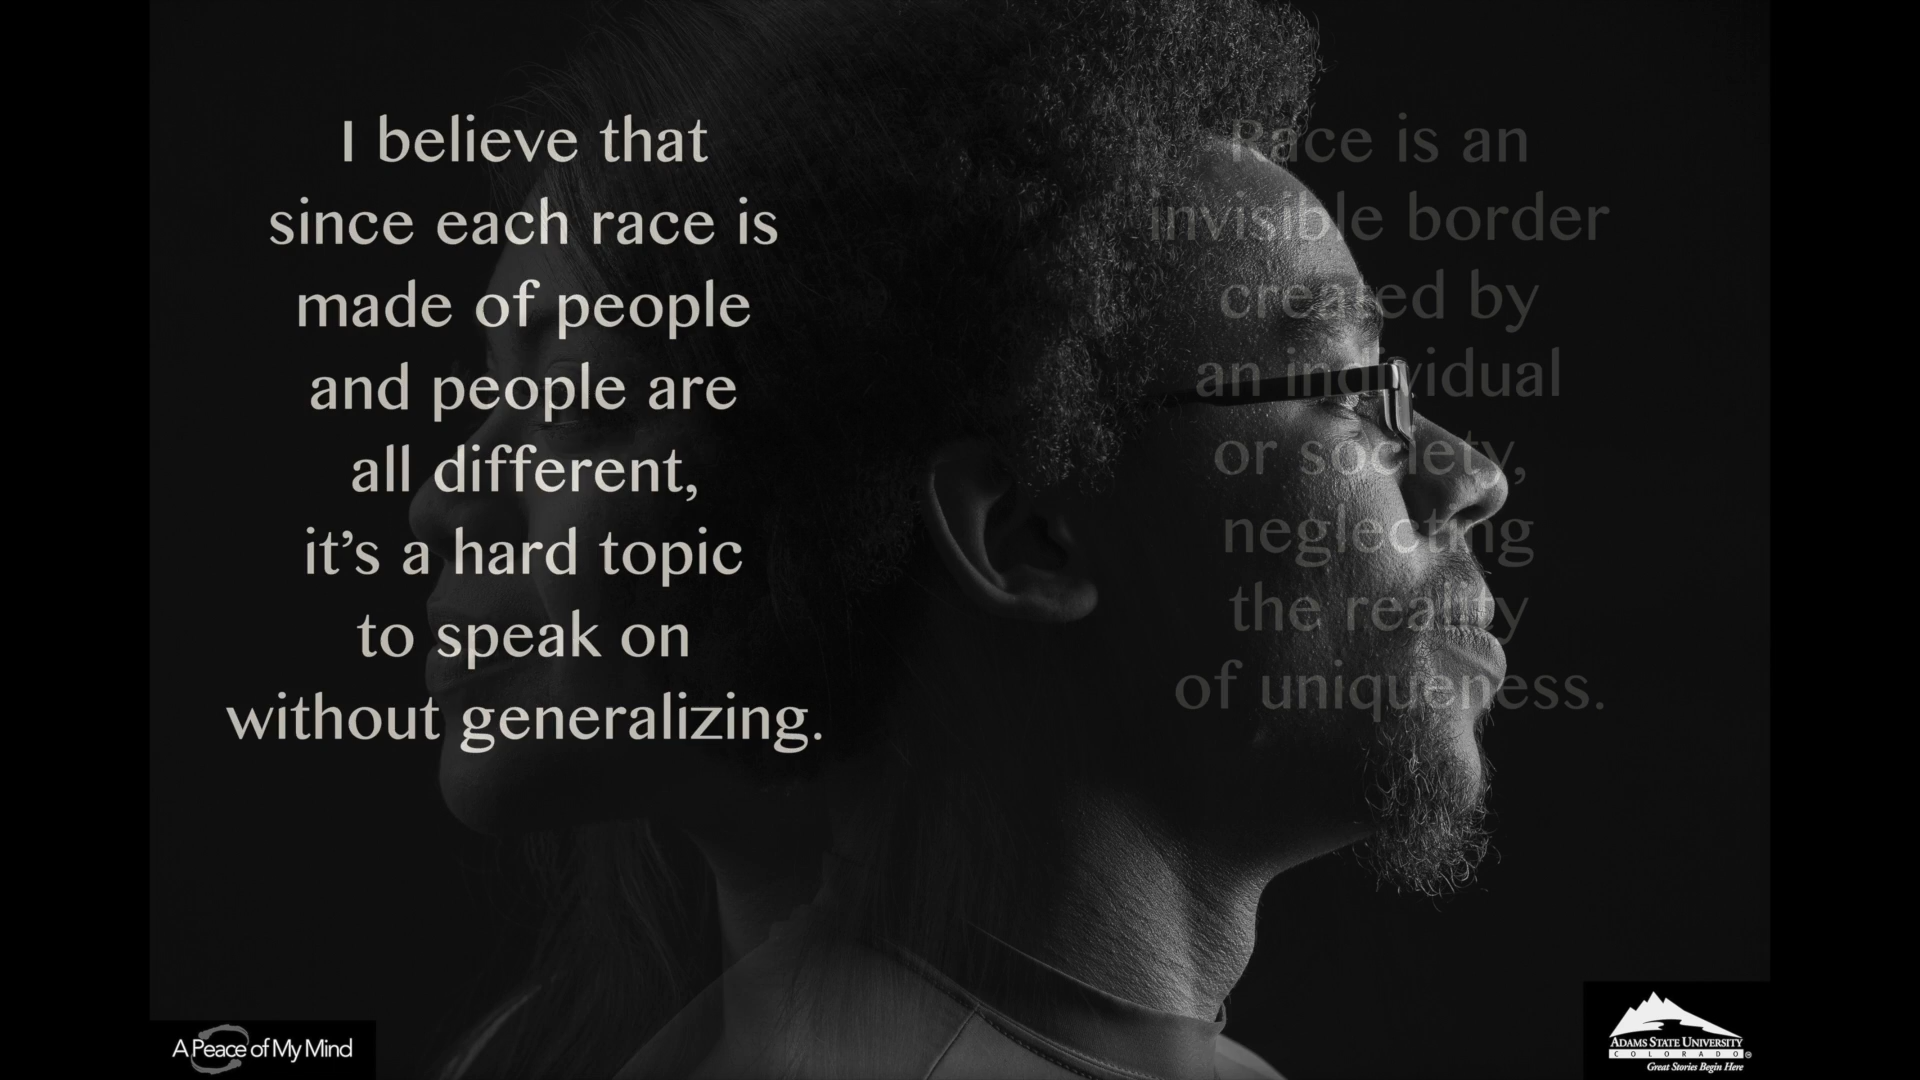 I believe that
since each race is
made of people
and people are
all different,
it’s a hard topic
to speak on
without generalizing.
Race is an
invisible border
created by
an individual
or society,
neglecting
the reality
of uniqueness.
A Peace of My Mind
ADAMS STATE UNIVERSITY
COLORADO
Great Stories Begin Here